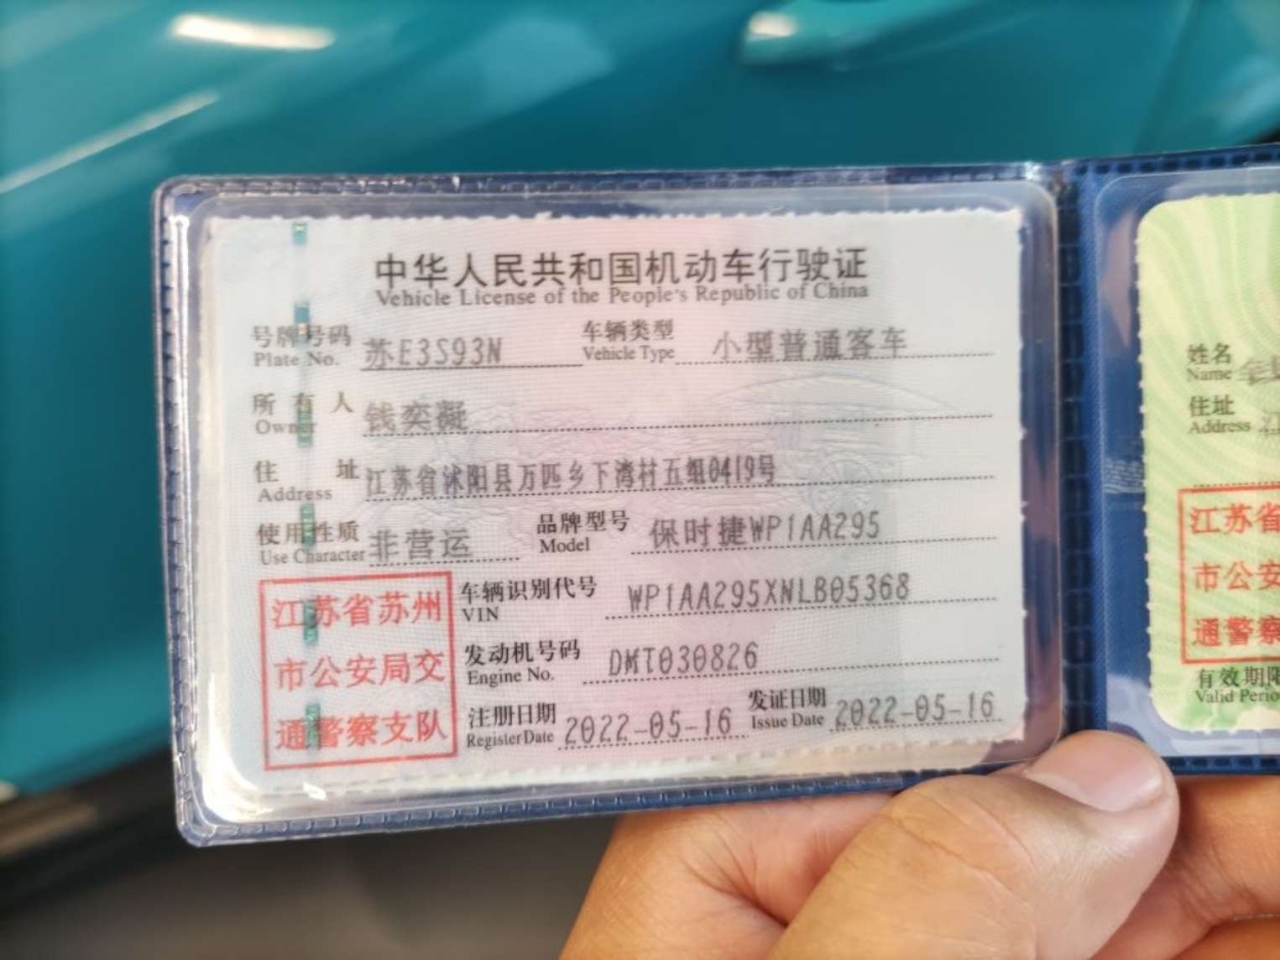 中华人民共和国机动车行驶证
Vehicle License of the People's Republic of China
号牌号码 苏E3S93N 车辆类型 小型普通客车
Plate No. Vehicle Type
所有人 钱奕凝
Owner
住址 江苏省沭阳县万匹乡下湾村五组0419号
Address
使用性质 非营运 品牌型号 保时捷WP1AA295
Use Character Model
江苏省苏州
市公安局交
通警察支队
车辆识别代号 WP1AA295XNLB05368
VIN
发动机号码 DMT030826
Engine No.
注册日期 2022-05-16 发证日期 2022-05-16
Register Date Issue Date
姓名
Name
住址
Address
江苏省
市公安
通警察
有效期限
Valid Perio